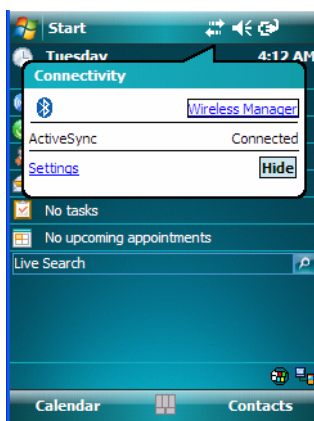 Start
Tuesday 4:12 AM
Connectivity
Wireless Manager
ActiveSync Connected
Settings Hide
No tasks
No upcoming appointments
Live Search
Calendar Contacts